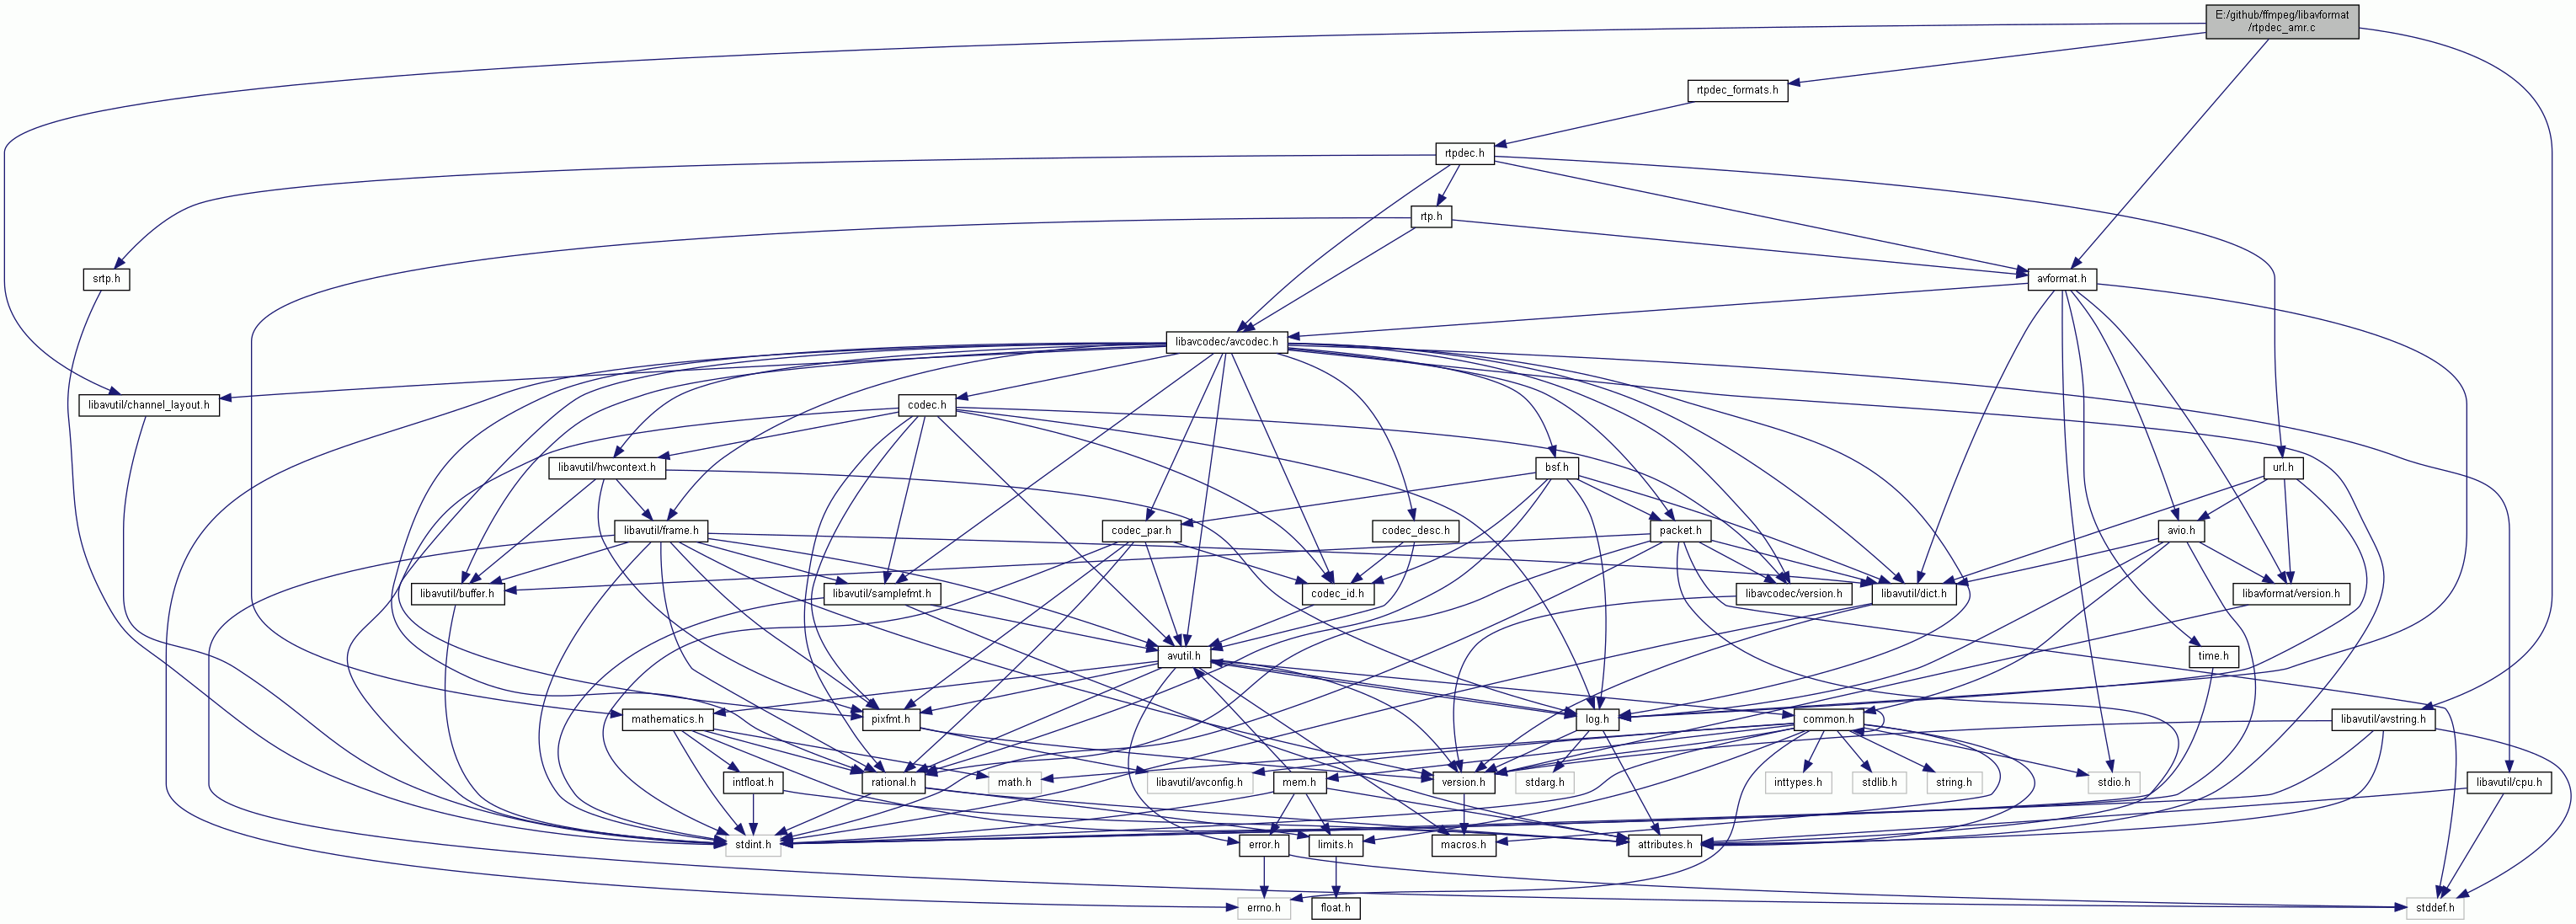 E:/github/ffmpeg/libavformat
/rtpdec_amr.c
rtpdec_formats.h
rtpdec.h
rtp.h
srtp.h
avformat.h
libavcodec/avcodec.h
libavutil/channel_layout.h
codec.h
libavutil/hwcontext.h
bsf.h
url.h
libavutil/frame.h
codec_par.h
codec_desc.h
packet.h
avio.h
libavutil/buffer.h
libavutil/samplefmt.h
codec_id.h
libavcodec/version.h
libavutil/dict.h
libavformat/version.h
avutil.h
time.h
mathematics.h
pixfmt.h
log.h
common.h
libavutil/avstring.h
intfloat.h
rational.h
math.h
libavutil/avconfig.h
mem.h
version.h
stdarg.h
inttypes.h
stdlib.h
string.h
stdio.h
libavutil/cpu.h
stdint.h
error.h
limits.h
macros.h
attributes.h
errno.h
float.h
stddef.h